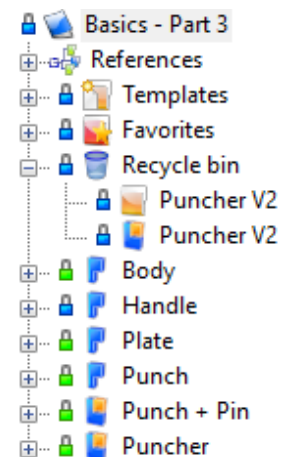 Basics - Part 3
References
Templates
Favorites
Recycle bin
Puncher V2
Puncher V2
Body
Handle
Plate
Punch
Punch + Pin
Puncher